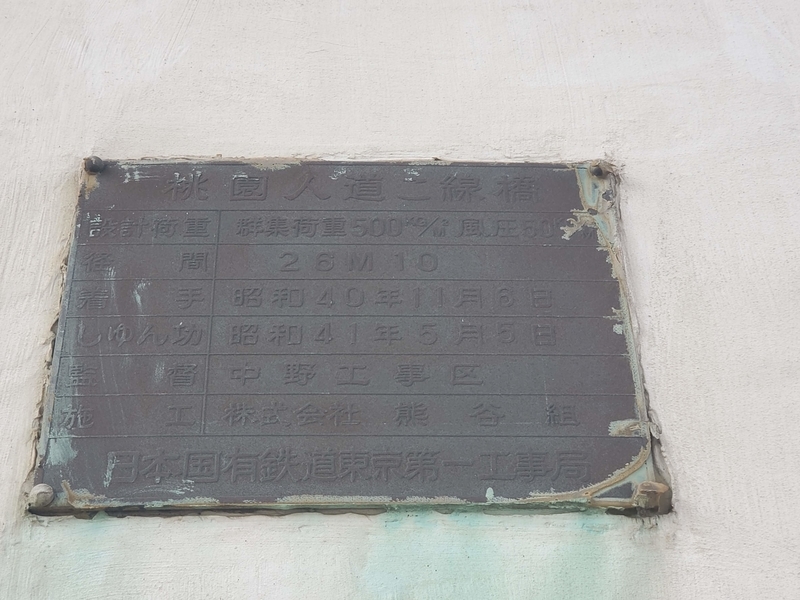 桃園人道こ線橋
設計荷重 群集荷重500kg/㎡ 風圧
径間 26M10
着手 昭和40年11月6日
しゅん功 昭和41年5月5日
監督 中野工事区
施工 株式会社 熊谷組
日本国有鉄道東京第一工事局